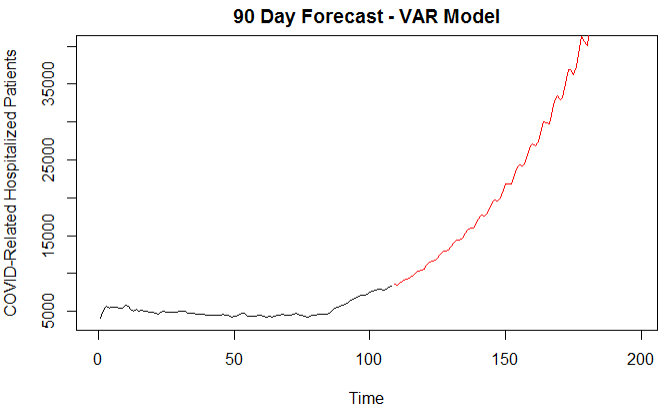 90 Day Forecast - VAR Model
COVID-Related Hospitalized Patients
35000
25000
15000
5000
0 50 100 150 200
Time